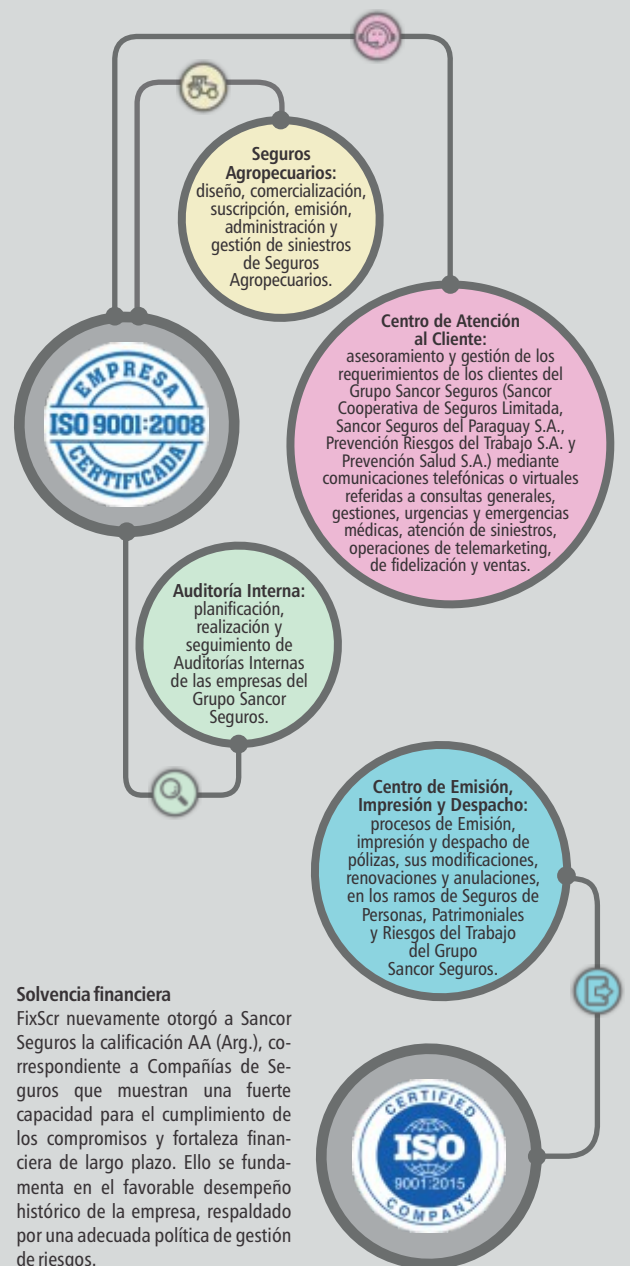 Seguros
Agropecuarios:
diseño, comercialización,
suscripción, emisión,
administración y
gestión de siniestros
de Seguros
Agropecuarios.
Centro de Atención
al Cliente:
asesoramiento y gestión de los
requerimientos de los clientes del
Grupo Sancor Seguros (Sancor
Cooperativa de Seguros Limitada,
Sancor Seguros del Paraguay S.A.,
Prevención Riesgos del Trabajo S.A. y
Prevención Salud S.A.) mediante
comunicaciones telefónicas o virtuales
referidas a consultas generales,
gestiones, urgencias y emergencias
médicas, atención de siniestros,
operaciones de telemarketing,
de fidelización y ventas.
EMPRESA
ISO 9001:2008
CERTIFICADA
Auditoría Interna:
planificación,
realización y
seguimiento de
Auditorías Internas
de las empresas del
Grupo Sancor
Seguros.
Centro de Emisión,
Impresión y Despacho:
procesos de Emisión,
impresión y despacho de
pólizas, sus modificaciones,
renovaciones y anulaciones,
en los ramos de Seguros de
Personas, Patrimoniales
y Riesgos del Trabajo
del Grupo
Sancor Seguros.
Solvencia financiera
FixScr nuevamente otorgó a Sancor
Seguros la calificación AA (Arg.), co-
rrespondiente a Compañías de Se-
guros que muestran una fuerte
capacidad para el cumplimiento de
los compromisos y fortaleza finan-
ciera de largo plazo. Ello se funda-
menta en el favorable desempeño
histórico de la empresa, respaldado
por una adecuada política de gestión
de riesgos.
CERTIFIED
ISO
9001:2015
COMPANY